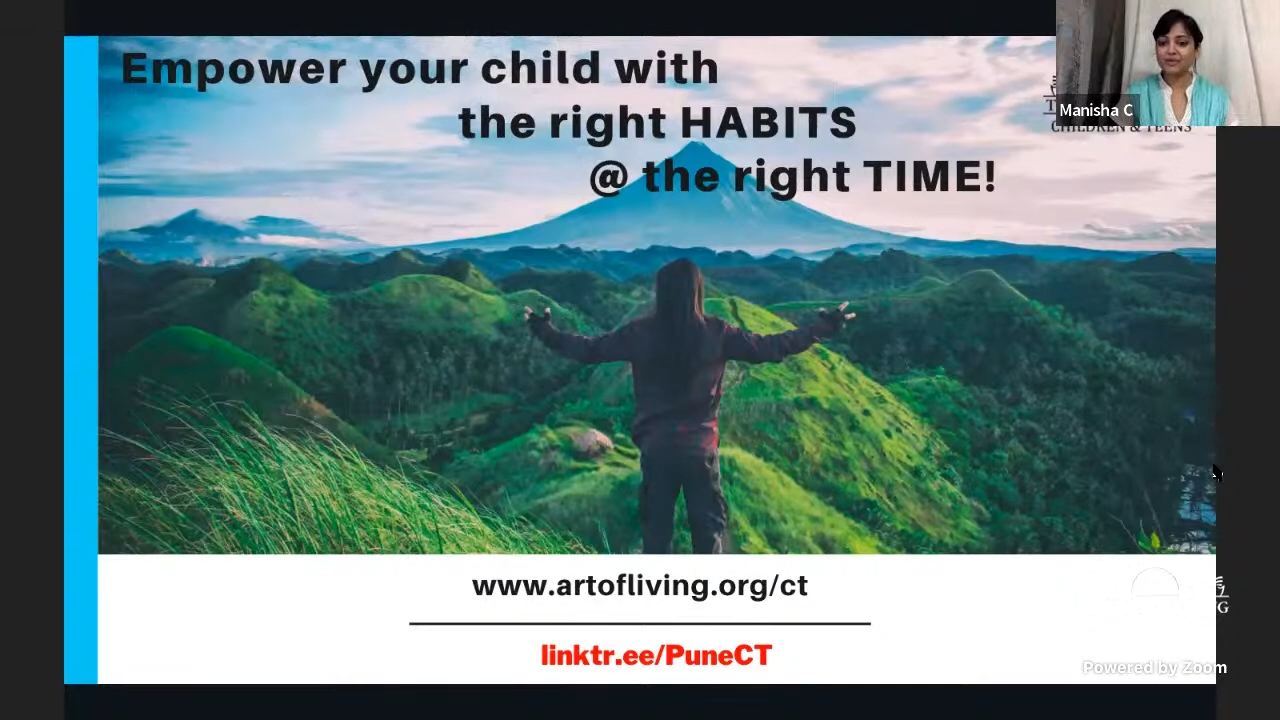 Empower your child with
the right HABITS
@ the right TIME!
Manisha C
CHILDREN & TEENS
www.artofliving.org/ct
linktr.ee/PuneCT
Powered by Zoom